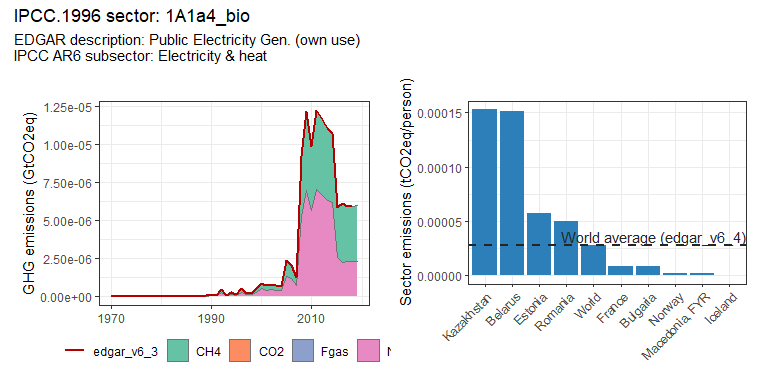 IPCC.1996 sector: 1A1a4_bio
EDGAR description: Public Electricity Gen. (own use)
IPCC AR6 subsector: Electricity & heat
GHG emissions (GtCO2eq)
1.25e-05
1.00e-05
7.50e-06
5.00e-06
2.50e-06
0.00e+00
1970
1990
2010
edgar_v6_3
CH4
CO2
Fgas
N
Sector emissions (tCO2eq/person)
0.00015
0.00010
0.00005
0.00000
World average (edgar_v6_4)
Kazakhstan
Belarus
Estonia
Romania
World
France
Bulgaria
Norway
Macedonia, FYR
Iceland